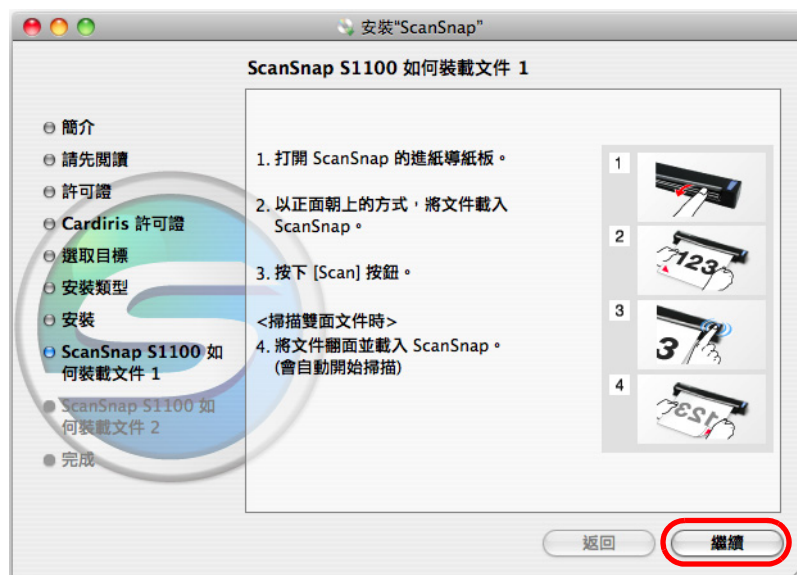 安裝“ScanSnap”
ScanSnap S1100 如何裝載文件 1
簡介
請先閱讀
許可證
Cardiris 許可證
選取目標
安裝類型
安裝
ScanSnap S1100 如
何裝載文件 1
ScanSnap S1100 如
何裝載文件 2
完成
1. 打開 ScanSnap 的進紙導紙板。
2. 以正面朝上的方式，將文件載入
ScanSnap。
3. 按下 [Scan] 按鈕。
<掃描雙面文件時>
4. 將文件翻面並載入 ScanSnap。
(會自動開始掃描)
1
123
2
3
3
4
123
返回
繼續